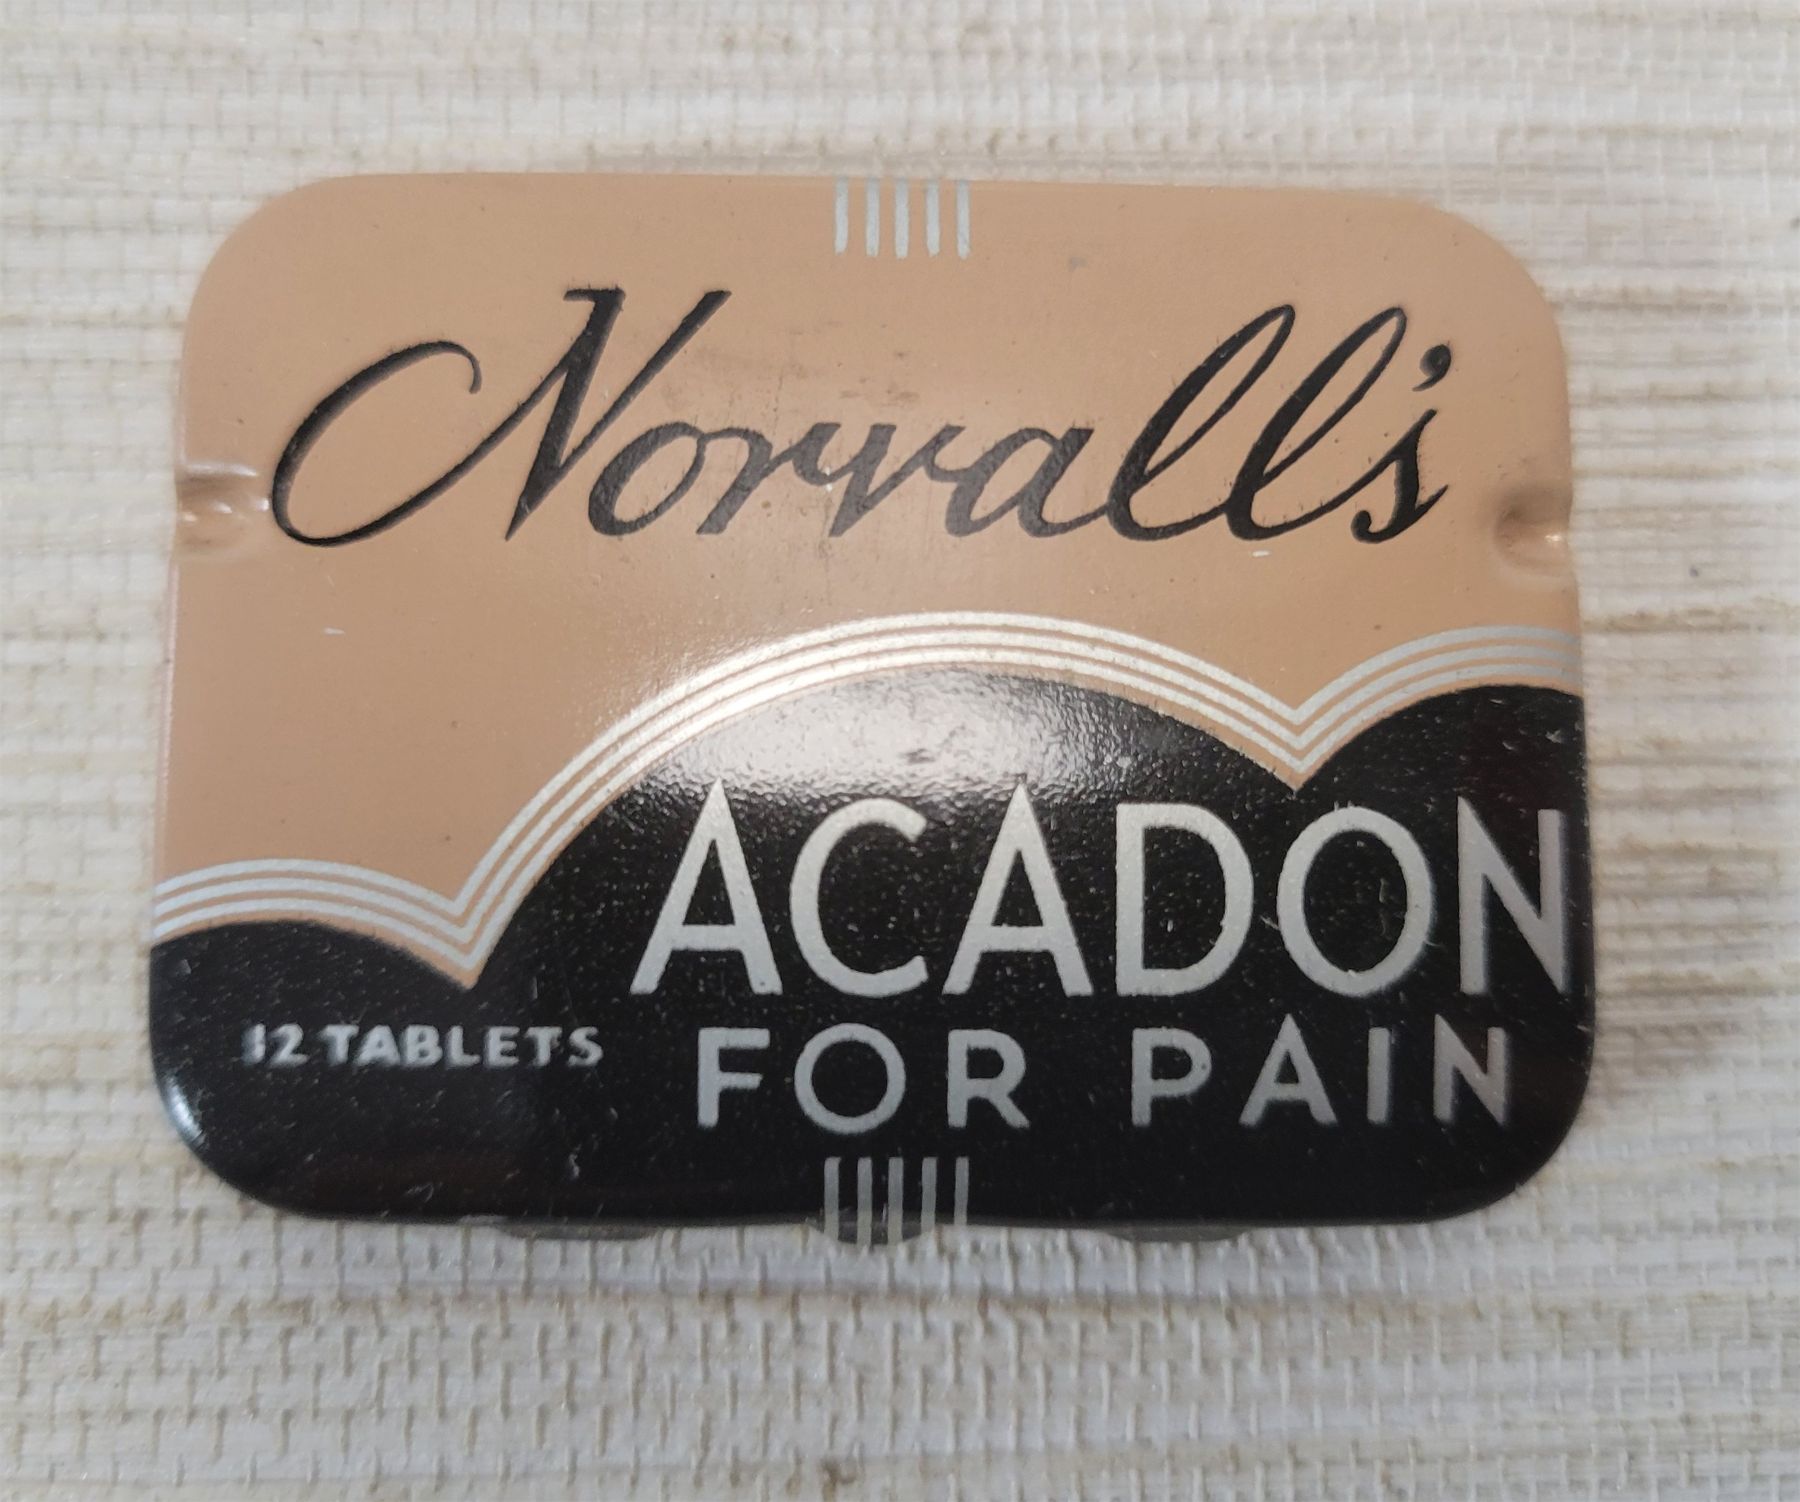 Norvall's
ACADON
12 TABLETS FOR PAIN